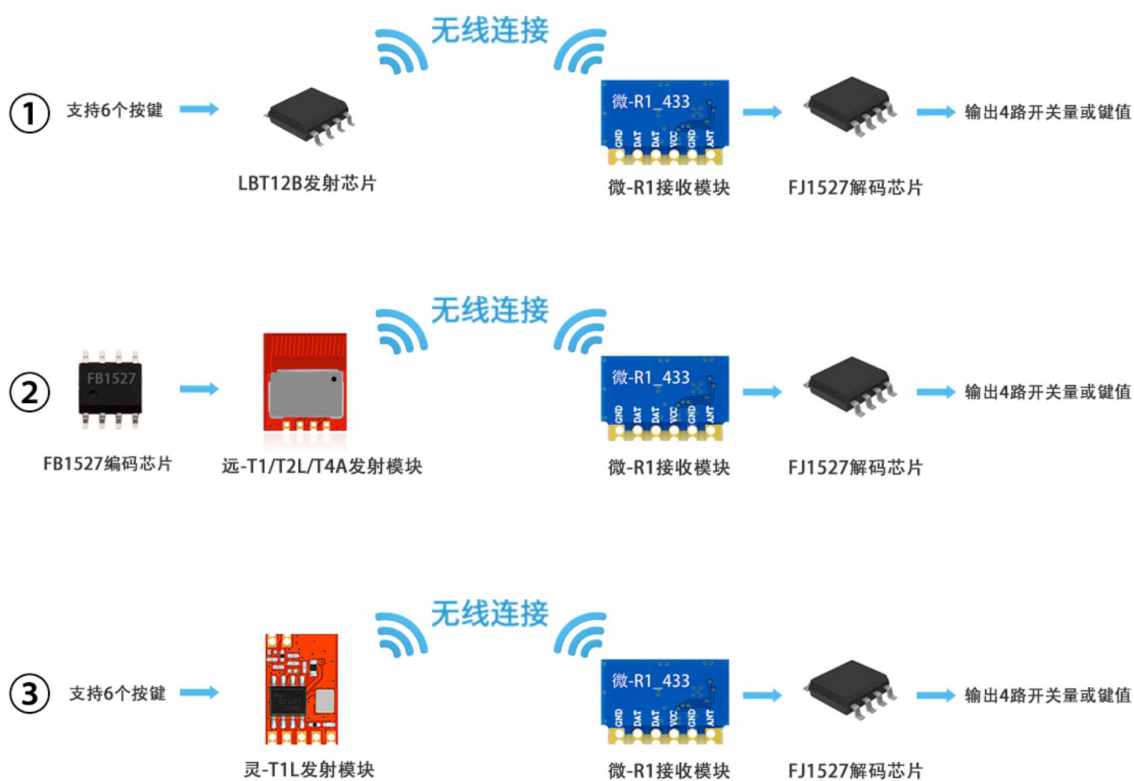 无线连接
① 支持6个按键
微-R1_433
GND DAT DAT VCC GND ANT
输出4路开关量或键值
LBT12B发射芯片
微-R1接收模块
FJ1527解码芯片
无线连接
② FB1527
微-R1_433
GND DAT DAT VCC GND ANT
输出4路开关量或键值
FB1527编码芯片
远-T1/T2L/T4A发射模块
微-R1接收模块
FJ1527解码芯片
无线连接
③ 支持6个按键
微-R1_433
GND DAT DAT VCC GND ANT
输出4路开关量或键值
灵-T1L发射模块
微-R1接收模块
FJ1527解码芯片